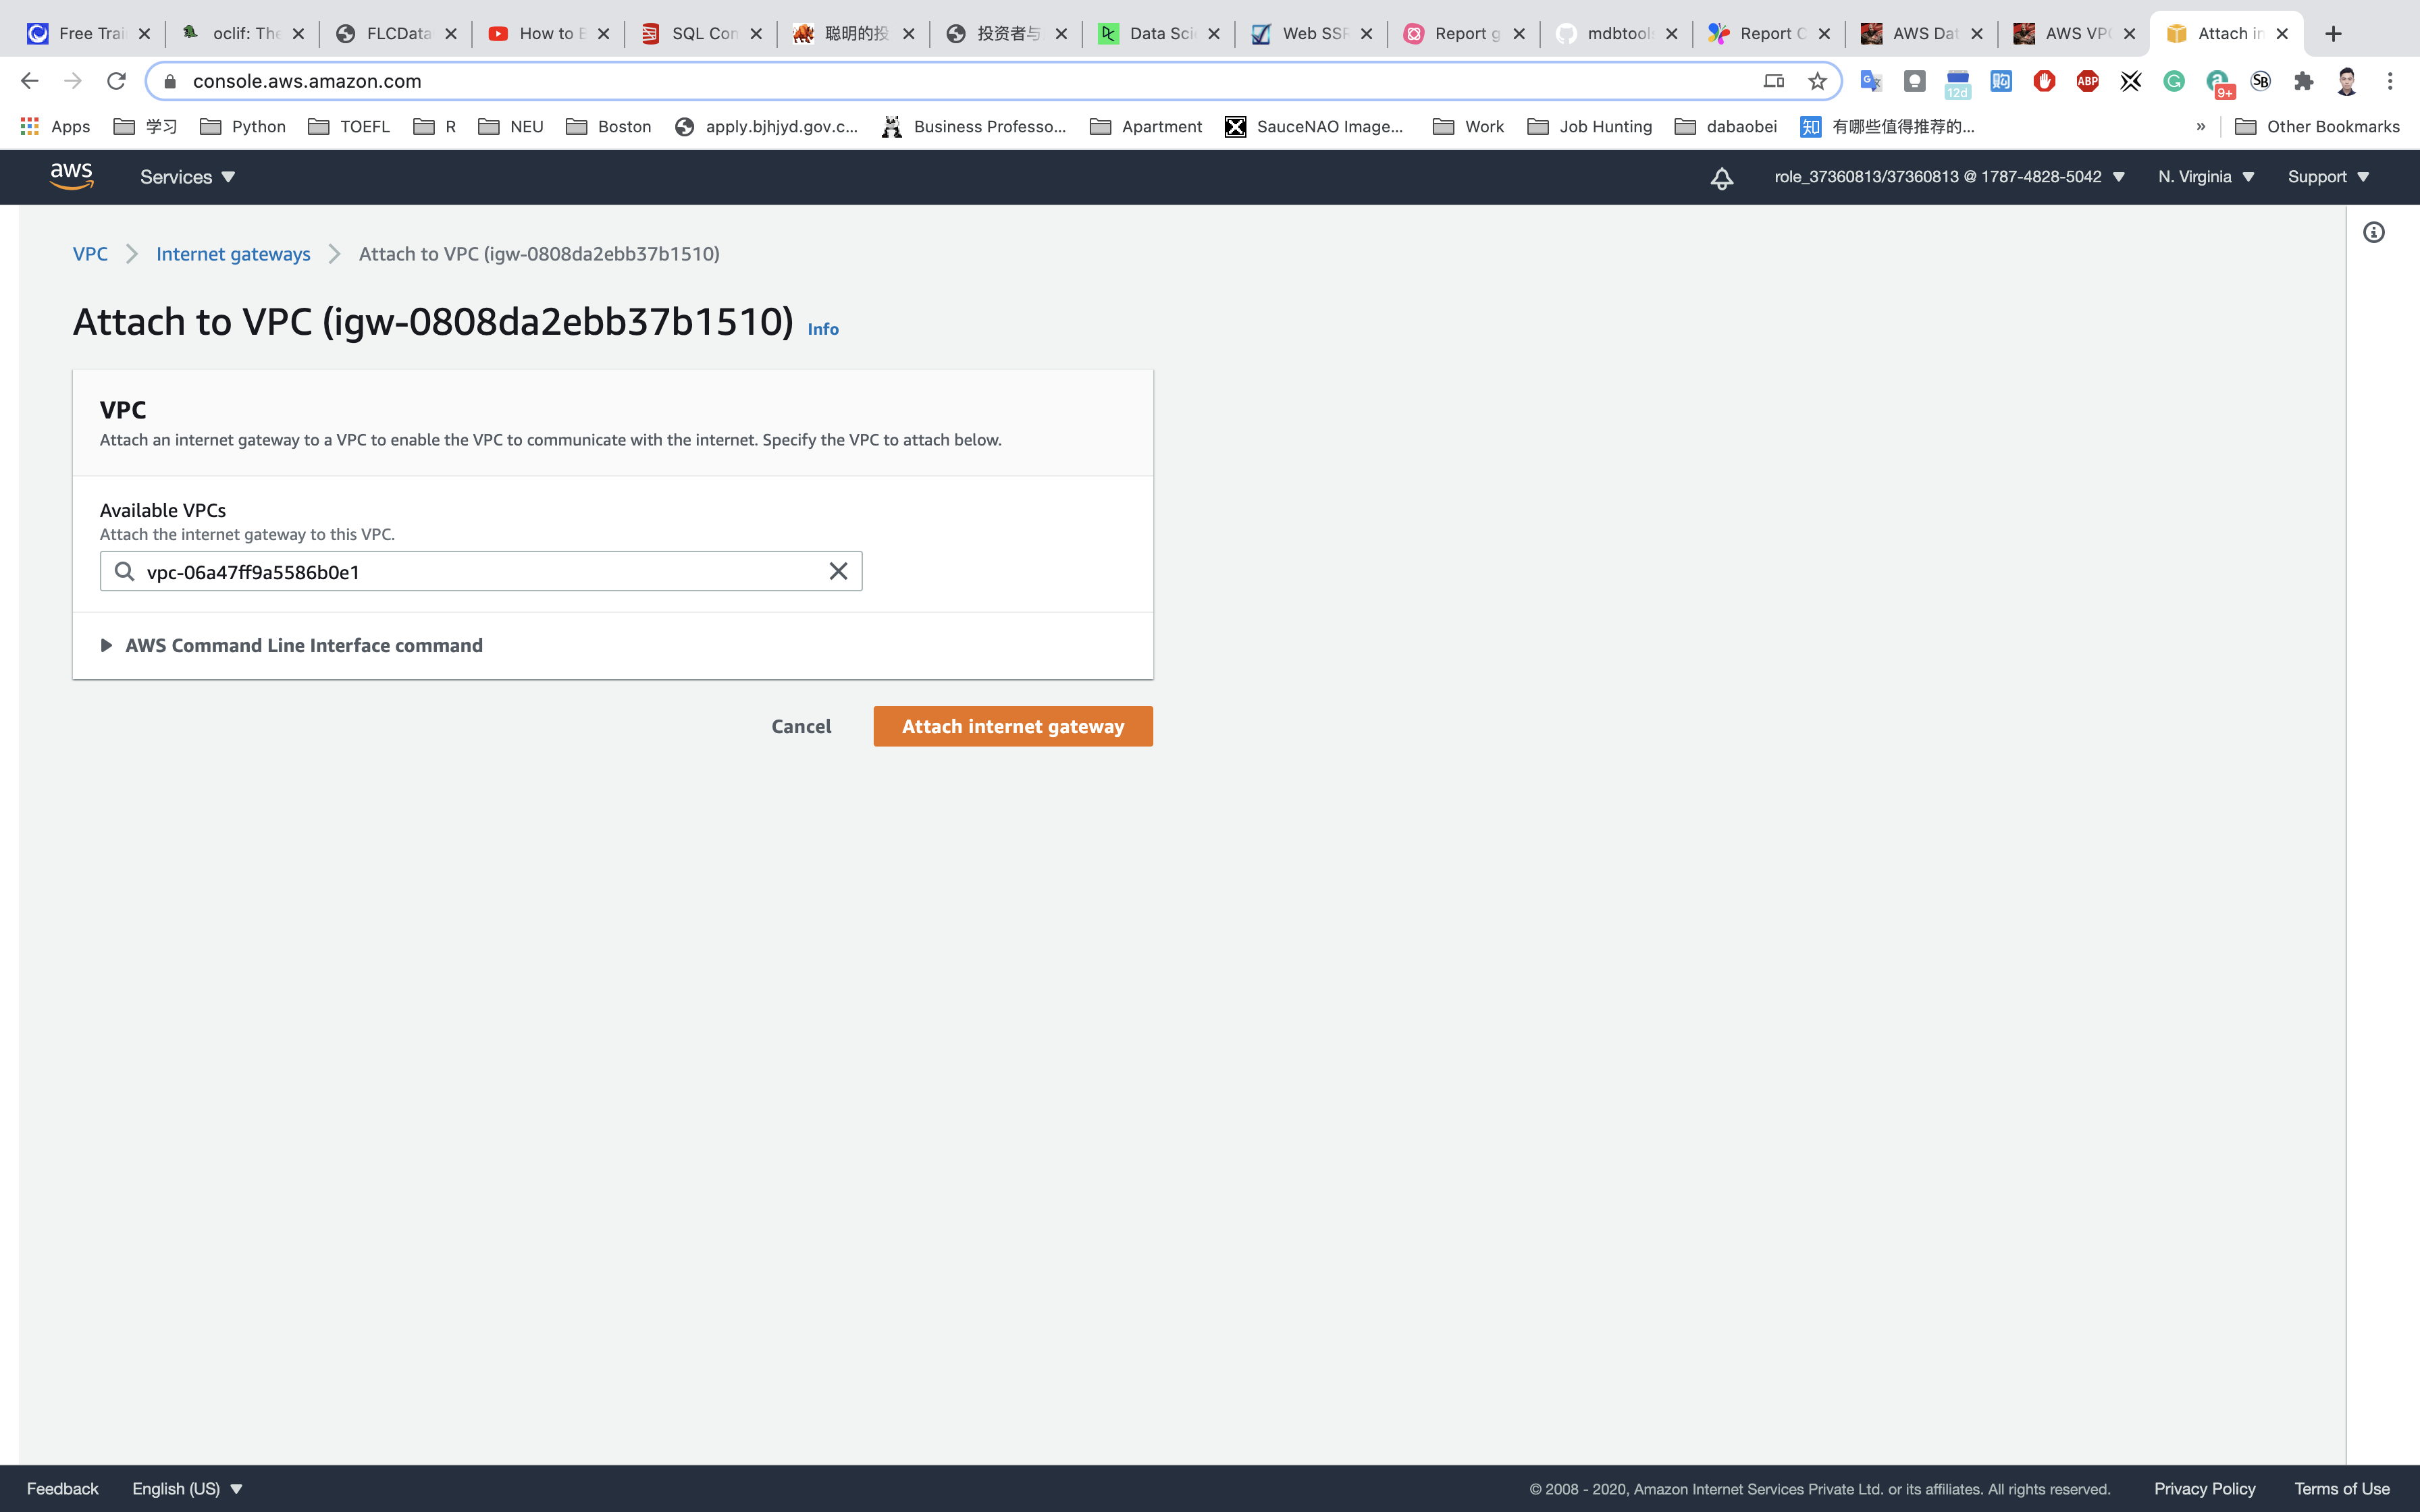 Free Trai
oclif: The
FLCData
How to E
SQL Con
聪明的投
投资者与
Data Sci
Web SSF
Report g
mdbtools
Report C
AWS Dat
AWS VPC
Attach in
console.aws.amazon.com
12d
ABP
9+
SB
Apps
学习
Python
TOEFL
R
NEU
Boston
apply.bjhjyd.gov.c...
Business Professo...
Apartment
SauceNAO Image...
Work
Job Hunting
dabaobei
知
有哪些值得推荐的...
»
Other Bookmarks
aws
Services
role_37360813/37360813 @ 1787-4828-5042
N. Virginia
Support
VPC
Internet gateways
Attach to VPC (igw-0808da2ebb37b1510)
Attach to VPC (igw-0808da2ebb37b1510) Info
VPC
Attach an internet gateway to a VPC to enable the VPC to communicate with the internet. Specify the VPC to attach below.
Available VPCs
Attach the internet gateway to this VPC.
vpc-06a47ff9a5586b0e1
AWS Command Line Interface command
Cancel
Attach internet gateway
Feedback
English (US)
© 2008 - 2020, Amazon Internet Services Private Ltd. or its affiliates. All rights reserved.
Privacy Policy
Terms of Use